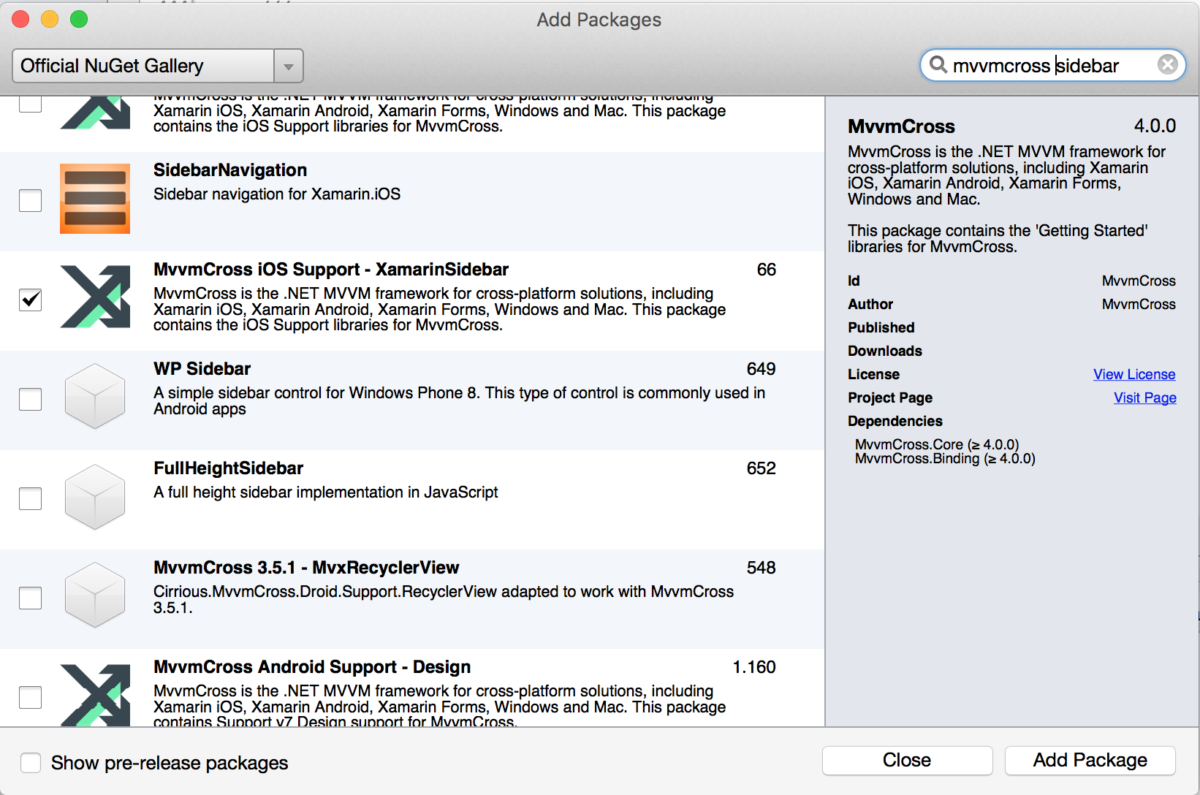 Add Packages
Official NuGet Gallery
mvvmcross sidebar
MvvmCross is the .NET MVVM framework for cross-platform solutions, including
Xamarin iOS, Xamarin Android, Xamarin Forms, Windows and Mac. This package
contains the iOS Support libraries for MvvmCross.
SidebarNavigation
Sidebar navigation for Xamarin.iOS
MvvmCross iOS Support - XamarinSidebar 66
MvvmCross is the .NET MVVM framework for cross-platform solutions, including
Xamarin iOS, Xamarin Android, Xamarin Forms, Windows and Mac. This package
contains the iOS Support libraries for MvvmCross.
WP Sidebar 649
A simple sidebar control for Windows Phone 8. This type of control is commonly used in
Android apps
FullHeightSidebar 652
A full height sidebar implementation in JavaScript
MvvmCross 3.5.1 - MvxRecyclerView 548
Cirrious.MvvmCross.Droid.Support.RecyclerView adapted to work with MvvmCross
3.5.1.
MvvmCross Android Support - Design 1.160
MvvmCross is the .NET MVVM framework for cross-platform solutions, including
Xamarin iOS, Xamarin Android, Xamarin Forms, Windows and Mac. This package
contains Support v7 Design support for MvvmCross.
MvvmCross 4.0.0
MvvmCross is the .NET MVVM framework for
cross-platform solutions, including Xamarin
iOS, Xamarin Android, Xamarin Forms,
Windows and Mac.
This package contains the 'Getting Started'
libraries for MvvmCross.
Id MvvmCross
Author MvvmCross
Published
Downloads
License View License
Project Page Visit Page
Dependencies
MvvmCross.Core (≥ 4.0.0)
MvvmCross.Binding (≥ 4.0.0)
Show pre-release packages
Close
Add Package